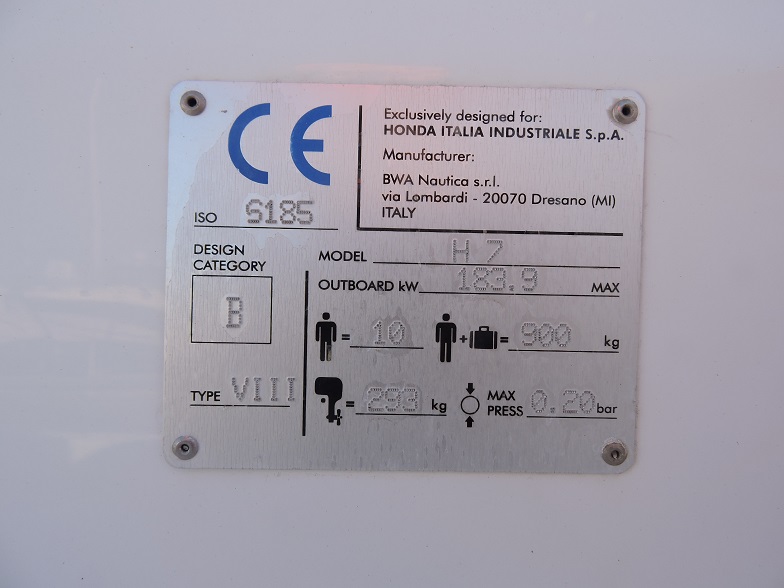 CE
Exclusively designed for:
HONDA ITALIA INDUSTRIALE S.p.A.
Manufacturer:
BWA Nautica s.r.l.
via Lombardi - 20070 Dresano (MI)
ITALY
ISO 6185
DESIGN
CATEGORY
B
TYPE VIII
MODEL H 7
OUTBOARD kW 183.9 MAX
= 10
+ = 900 kg
= 293 kg
MAX
PRESS 0.20 bar